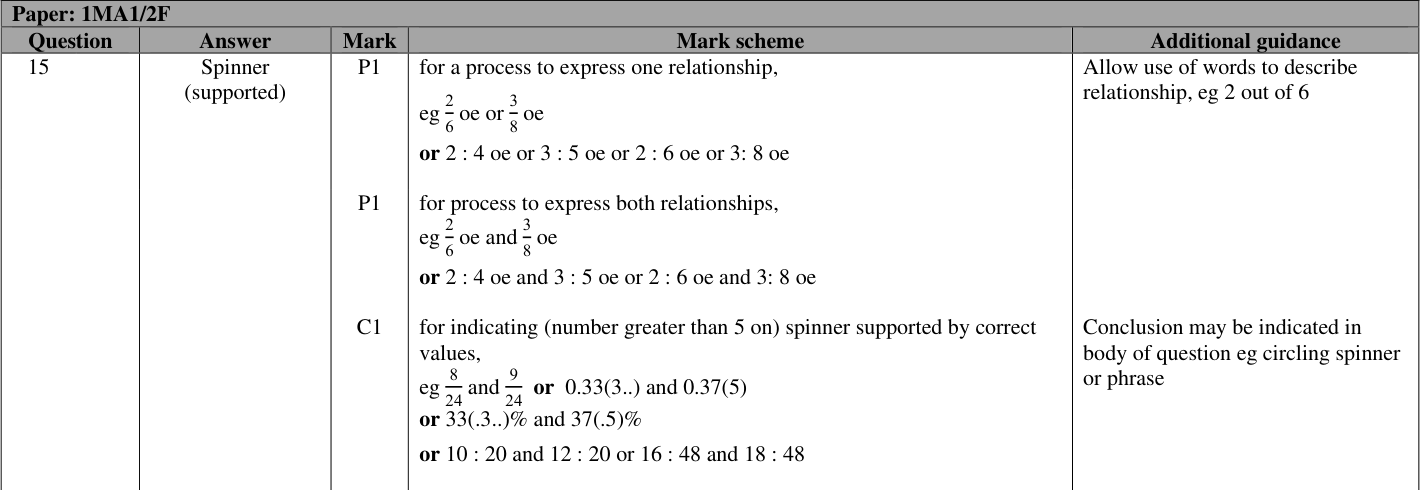 Paper: 1MA1/2F
Question Answer Mark Mark scheme Additional guidance
15 Spinner (supported) P1 for a process to express one relationship, Allow use of words to describe relationship, eg 2 out of 6
eg 2/6 oe or 3/8 oe
or 2 : 4 oe or 3 : 5 oe or 2 : 6 oe or 3: 8 oe
P1 for process to express both relationships,
eg 2/6 oe and 3/8 oe
or 2 : 4 oe and 3 : 5 oe or 2 : 6 oe and 3: 8 oe
C1 for indicating (number greater than 5 on) spinner supported by correct values, Conclusion may be indicated in body of question eg circling spinner or phrase
eg 8/24 and 9/24 or 0.33(3..) and 0.37(5)
or 33(.3..)% and 37(.5)%
or 10 : 20 and 12 : 20 or 16 : 48 and 18 : 48